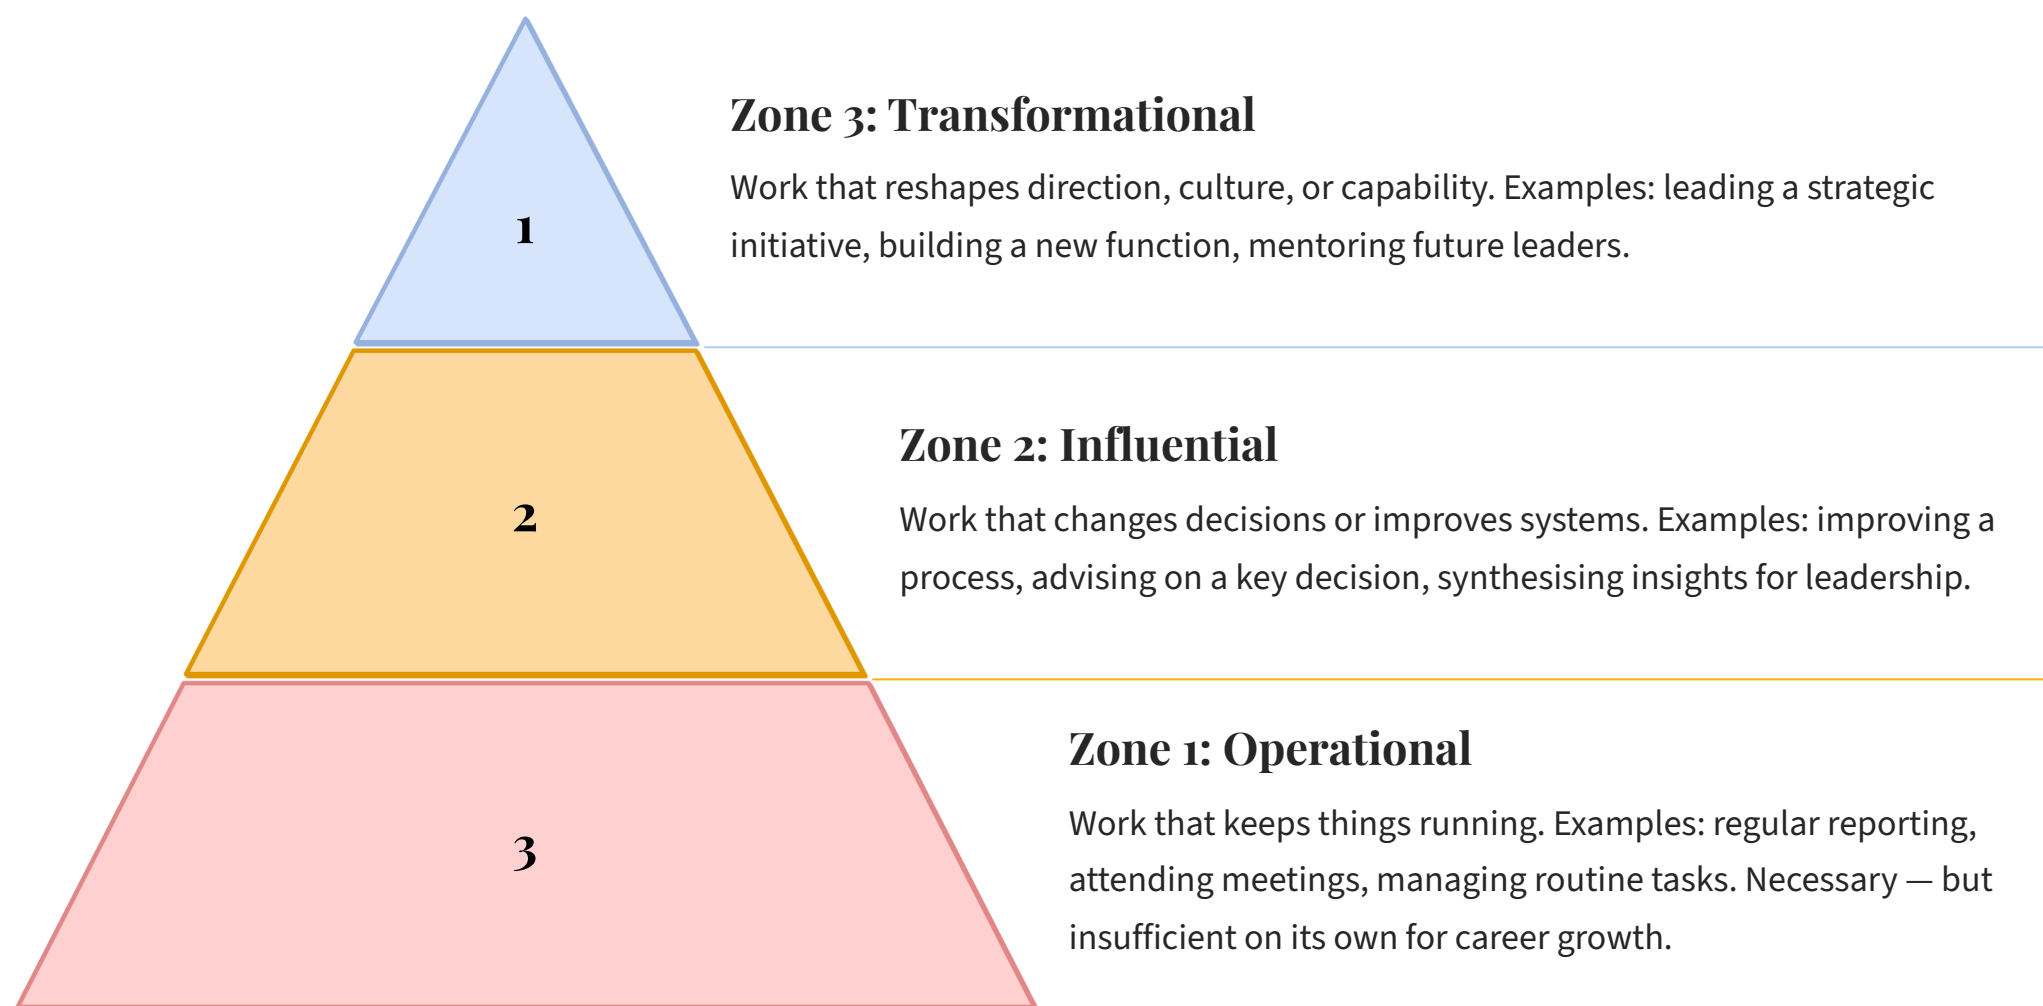 Zone 3: Transformational
Work that reshapes direction, culture, or capability. Examples: leading a strategic
initiative, building a new function, mentoring future leaders.
1
Zone 2: Influential
Work that changes decisions or improves systems. Examples: improving a
process, advising on a key decision, synthesising insights for leadership.
2
Zone 1: Operational
Work that keeps things running. Examples: regular reporting,
attending meetings, managing routine tasks. Necessary — but
insufficient on its own for career growth.
3